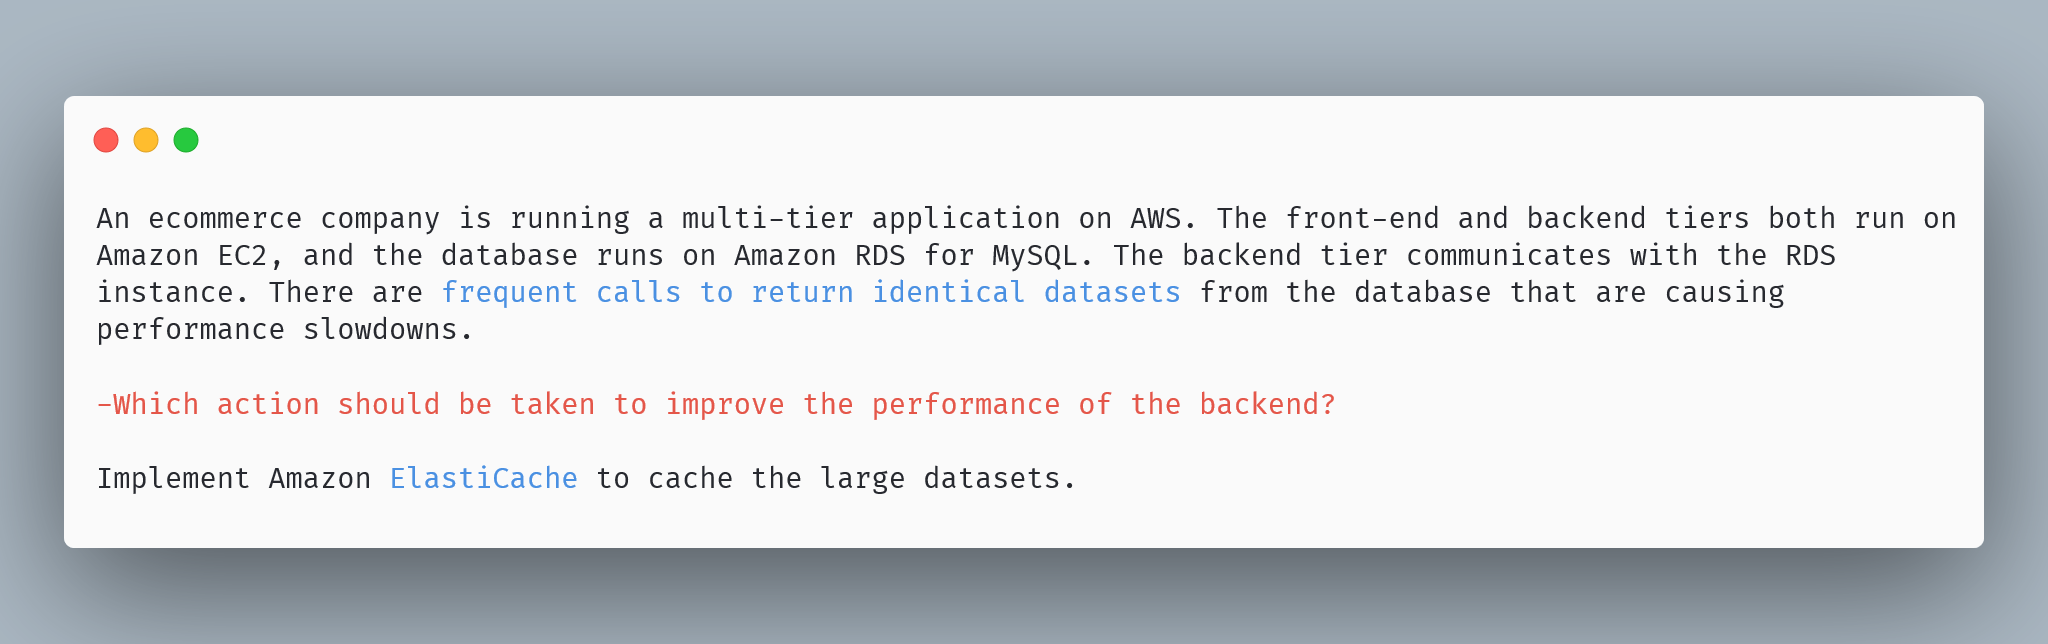 An ecommerce company is running a multi-tier application on AWS. The front-end and backend tiers both run on
Amazon EC2, and the database runs on Amazon RDS for MySQL. The backend tier communicates with the RDS
instance. There are frequent calls to return identical datasets from the database that are causing
performance slowdowns.
-Which action should be taken to improve the performance of the backend?
Implement Amazon ElastiCache to cache the large datasets.